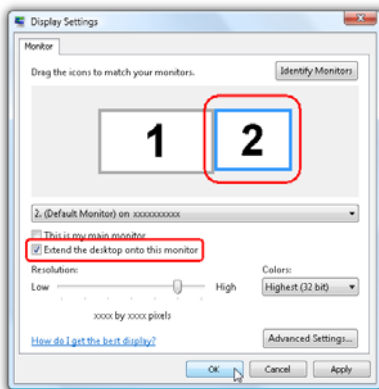 Display Settings
Monitor
Drag the icons to match your monitors.
Identify Monitors
1
2
2. (Default Monitor) on xxxxxxxxxx
This is my main monitor
Extend the desktop onto this monitor
Resolution:
Colors:
Low
High
Highest (32 bit)
xxxx by xxxx pixels
How do I get the best display?
Advanced Settings...
OK
Cancel
Apply